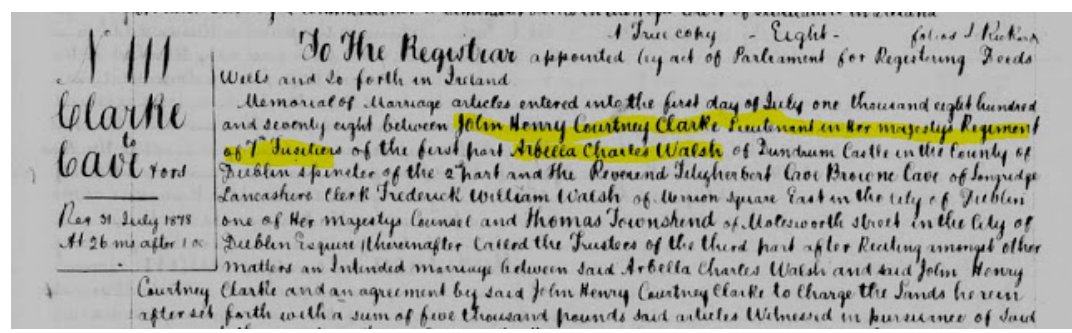 A True copy - Eight - folios J Rickard
To The Registrar appointed by act of Parliament for Registering Deeds
Wills and So forth in Ireland
Memorial of Marriage articles entered into the first day of July one thousand eight hundred
and seventy eight between John Henry Courtney Clarke Lieutenant in Her majestys Regiment
of 7th Fusiliers of the first part Arbella Charles Walsh of Dundrum Castle in the County of
Dublin spinster of the 2nd part and the Reverend Cave Browne Cave of Longridge
Lancashire Clerk Frederick William Walsh of Union Square East in the City of Dublin
one of Her majestys Counsel and Thomas Townshend of Molesworth Street in the City of
Dublin Esquire thereinafter Called the Trustees of the third part after Reciting amongst other
matters an Intended marriage between said Arbella Charles Walsh and said John Henry
Courtney Clarke and an agreement by said John Henry Courtney Clarke to Charge the Lands herein
after set forth with a sum of five thousand pounds said articles Witnessed in pursuance of Said
No 111
Clarke
to
Cave & ors
Reg 31 July 1878
At 26 ms after 1 oc